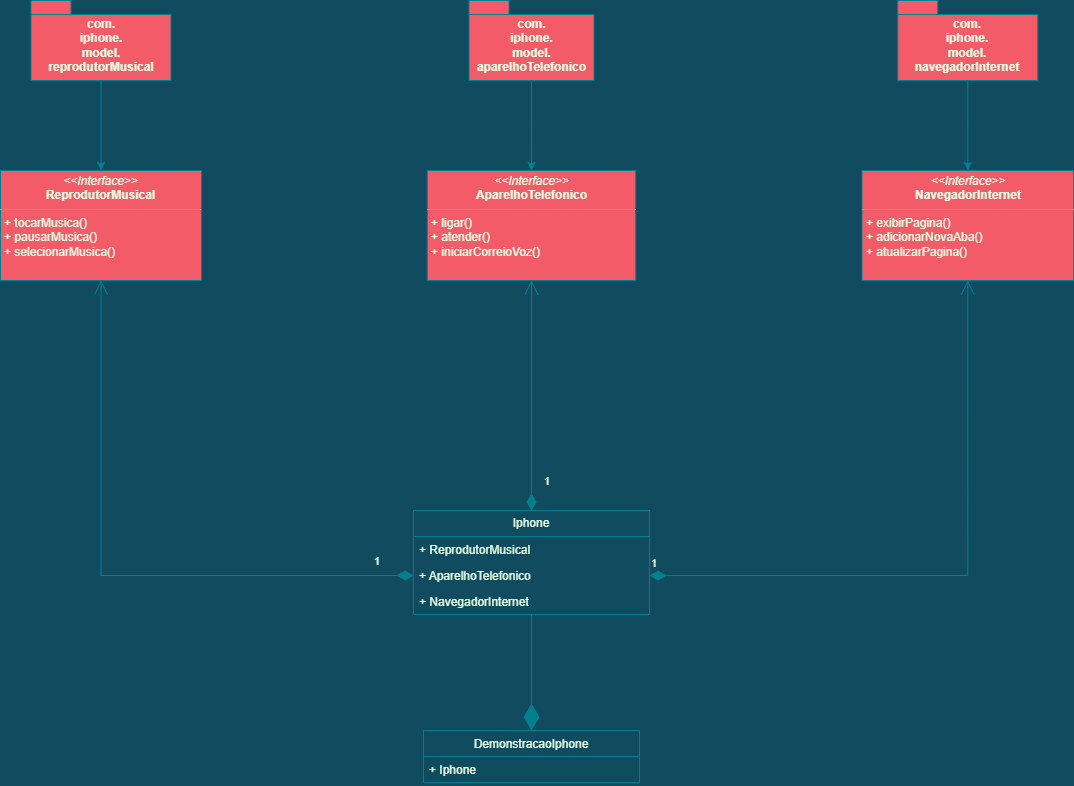 com.
iphone.
model.
reprodutorMusical
com.
iphone.
model.
aparelhoTelefonico
com.
iphone.
model.
navegadorInternet
<<Interface>>
ReprodutorMusical
+ tocarMusica()
+ pausarMusica()
+ selecionarMusica()
<<Interface>>
AparelhoTelefonico
+ ligar()
+ atender()
+ iniciarCorreioVoz()
<<Interface>>
NavegadorInternet
+ exibirPagina()
+ adicionarNovaAba()
+ atualizarPagina()
1
1
1
Iphone
+ ReprodutorMusical
+ AparelhoTelefonico
+ NavegadorInternet
DemonstracaoIphone
+ Iphone